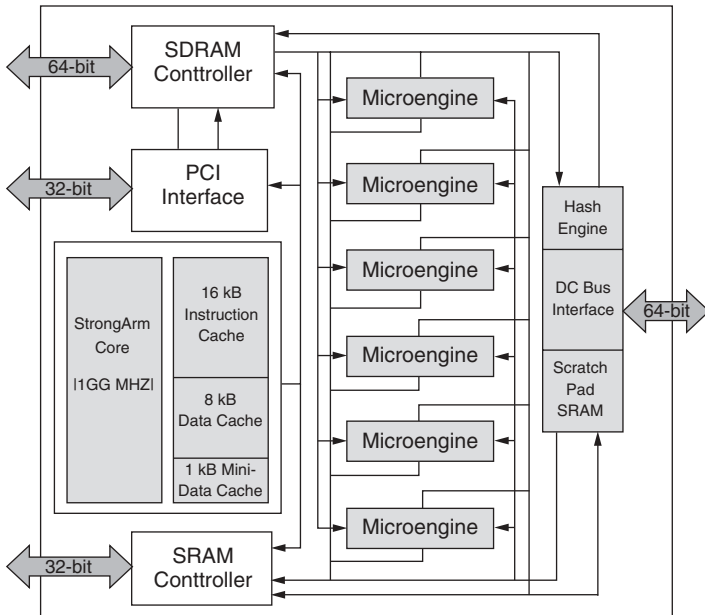 SDRAM
Conttroller
64-bit
PCI
Interface
32-bit
StrongArm
Core
|1GG MHZ|
16 kB
Instruction
Cache
8 kB
Data Cache
1 kB Mini-
Data Cache
SRAM
Conttroller
32-bit
Microengine
Microengine
Microengine
Microengine
Microengine
Microengine
Hash
Engine
DC Bus
Interface
64-bit
Scratch
Pad
SRAM